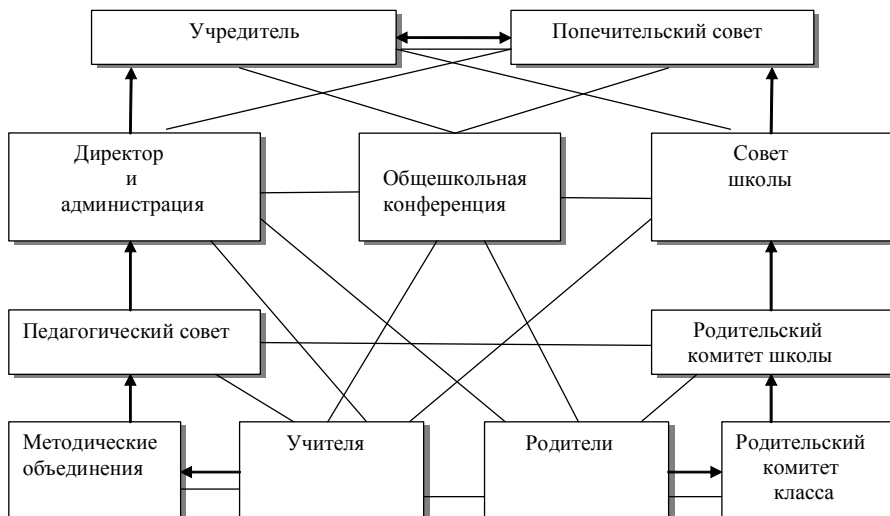 Учредитель
Попечительский совет
Директор
и
администрация
Общешкольная
конференция
Совет
школы
Педагогический совет
Родительский
комитет школы
Методические
объединения
Учителя
Родители
Родительский
комитет
класса